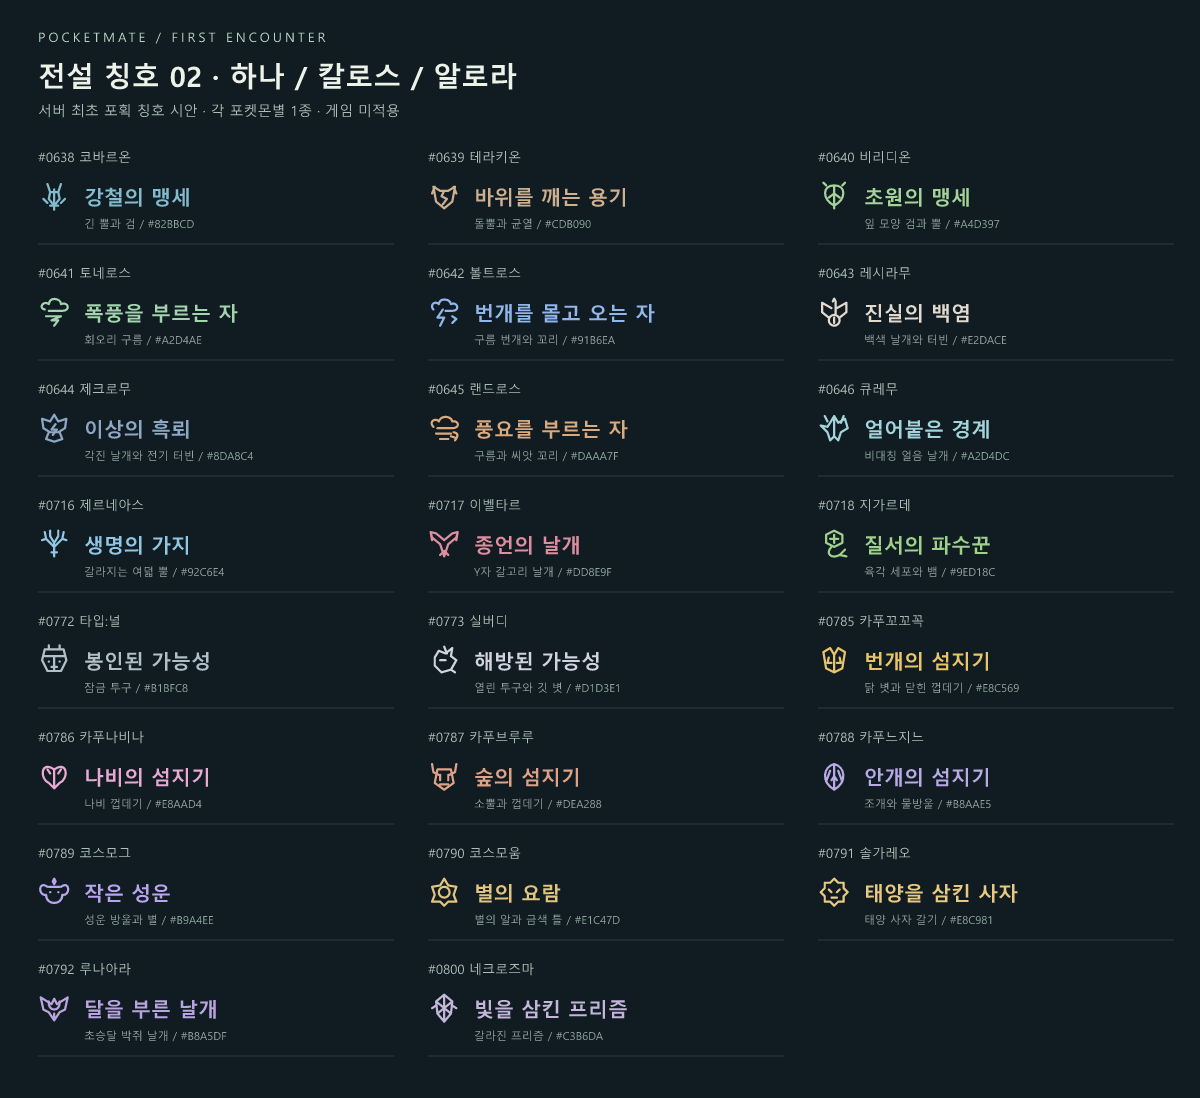 POCKETMATE / FIRST ENCOUNTER
전설 칭호 02 · 하나 / 칼로스 / 알로라
서버 최초 포획 칭호 시안 · 각 포켓몬별 1종 · 게임 미적용
#0638 코바르온
강철의 맹세
긴 뿔과 검 / #82BBCD
#0639 테라키온
바위를 깨는 용기
돌뿔과 균열 / #CDB090
#0640 비리디온
초원의 맹세
잎 모양 검과 뿔 / #A4D397
#0641 토네로스
폭풍을 부르는 자
회오리 구름 / #A2D4AE
#0642 볼트로스
번개를 몰고 오는 자
구름 번개와 꼬리 / #91B6EA
#0643 레시라무
진실의 백염
백색 날개와 터빈 / #E2DACE
#0644 제크로무
이상의 흑뢰
각진 날개와 전기 터빈 / #8DA8C4
#0645 랜드로스
풍요를 부르는 자
구름과 씨앗 꼬리 / #DAAA7F
#0646 큐레무
얼어붙은 경계
비대칭 얼음 날개 / #A2D4DC
#0716 제르네아스
생명의 가지
갈라지는 여덟 뿔 / #92C6E4
#0717 이벨타르
종언의 날개
Y자 갈고리 날개 / #DD8E9F
#0718 지가르데
질서의 파수꾼
육각 세포와 뱀 / #9ED18C
#0772 타입:널
봉인된 가능성
잠금 투구 / #B1BFC8
#0773 실버디
해방된 가능성
열린 투구와 깃 볏 / #D1D3E1
#0785 카푸꼬꼬꼭
번개의 섬지기
닭 볏과 닫힌 껍데기 / #E8C569
#0786 카푸나비나
나비의 섬지기
나비 껍데기 / #E8AAD4
#0787 카푸브루루
숲의 섬지기
소뿔과 껍데기 / #DEA288
#0788 카푸느지느
안개의 섬지기
조개와 물방울 / #B8AAE5
#0789 코스모그
작은 성운
성운 방울과 별 / #B9A4EE
#0790 코스모움
별의 요람
별의 알과 금색 틀 / #E1C47D
#0791 솔가레오
태양을 삼킨 사자
태양 사자 갈기 / #E8C981
#0792 루나아라
달을 부른 날개
초승달 박쥐 날개 / #B8A5DF
#0800 네크로즈마
빛을 삼킨 프리즘
갈라진 프리즘 / #C3B6DA